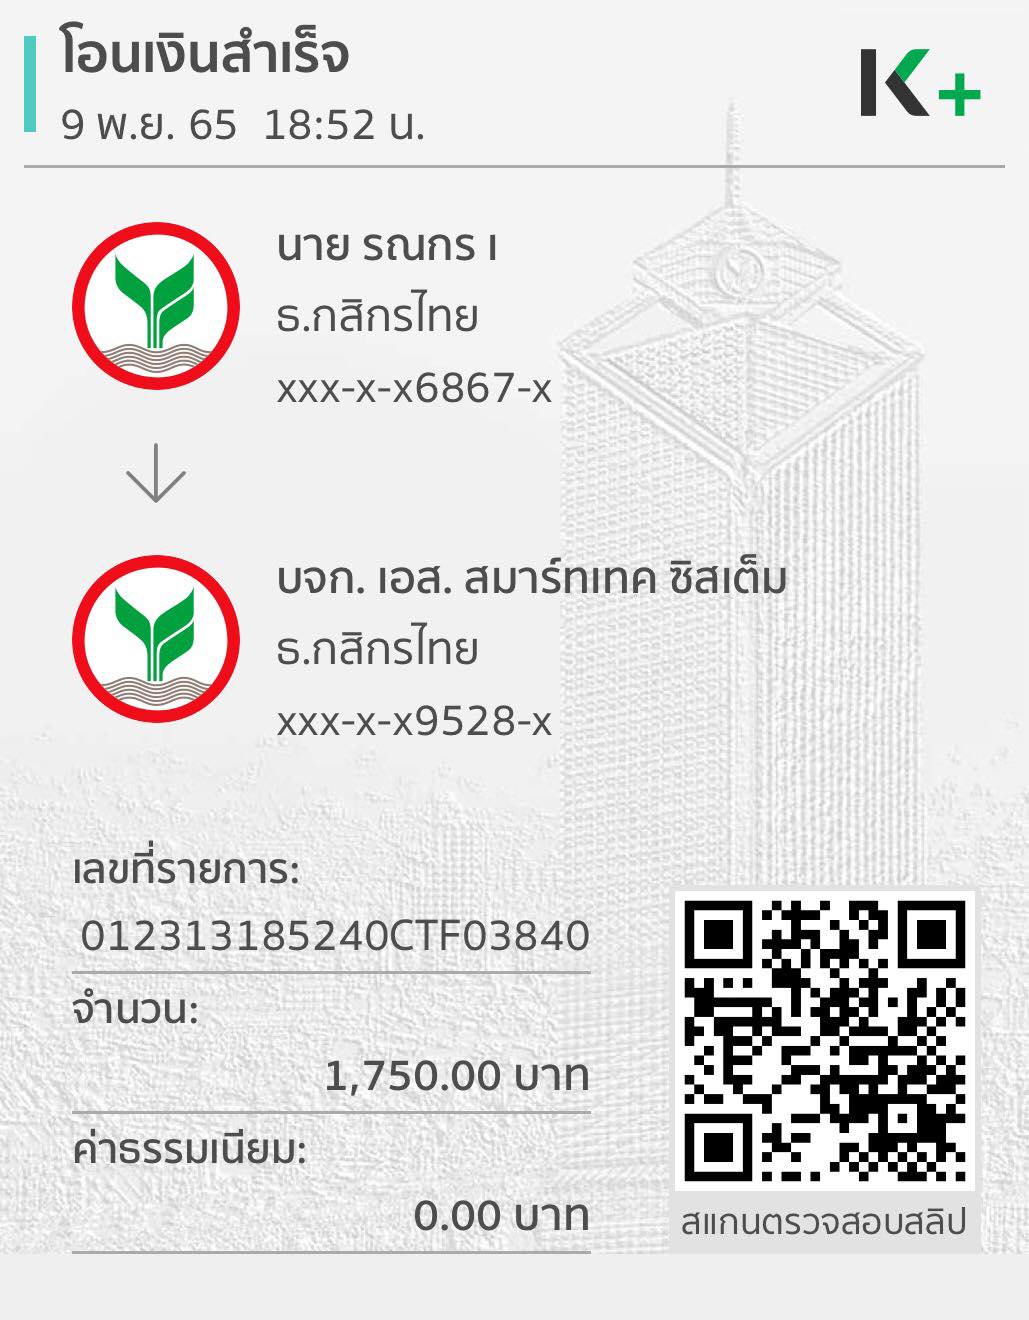 โอนเงินสำเร็จ
9 พ.ย. 65  18:52 น.
K+
นาย รณกร เ
ธ.กสิกรไทย
xxx-x-x6867-x
บจก. เอส. สมาร์ทเทค ซิสเต็ม
ธ.กสิกรไทย
xxx-x-x9528-x
เลขที่รายการ:
012313185240CTF03840
จำนวน:
1,750.00 บาท
ค่าธรรมเนียม:
0.00 บาท
สแกนตรวจสอบสลิป